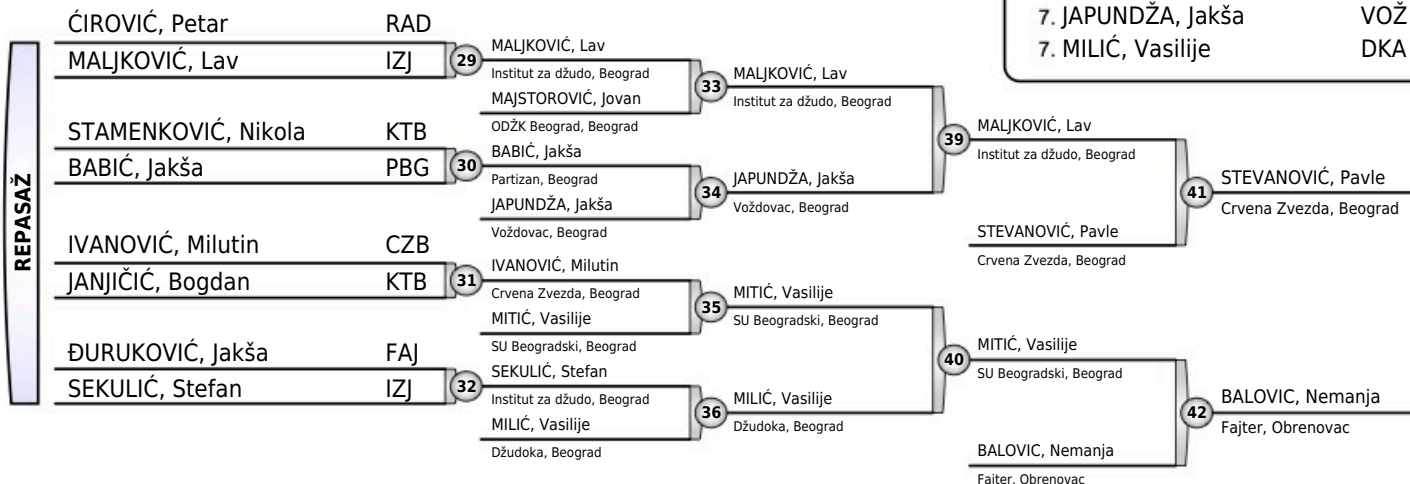 7. JAPUNDŽA, Jakša VOŽ
7. MILIĆ, Vasilije DKA
REPASAŽ
ĆIROVIĆ, Petar RAD
MALJKOVIĆ, Lav IZJ
STAMENKOVIĆ, Nikola KTB
BABIĆ, Jakša PBG
IVANOVIĆ, Milutin CZB
JANJIČIĆ, Bogdan KTB
ĐURUKOVIĆ, Jakša FAJ
SEKULIĆ, Stefan IZJ
29
30
31
32
MALJKOVIĆ, Lav
Institut za džudo, Beograd
MAJSTOROVIĆ, Jovan
ODŽK Beograd, Beograd
BABIĆ, Jakša
Partizan, Beograd
JAPUNDŽA, Jakša
Voždovac, Beograd
IVANOVIĆ, Milutin
Crvena Zvezda, Beograd
MITIĆ, Vasilije
SU Beogradski, Beograd
SEKULIĆ, Stefan
Institut za džudo, Beograd
MILIĆ, Vasilije
Džudoka, Beograd
33
34
35
36
MALJKOVIĆ, Lav
Institut za džudo, Beograd
JAPUNDŽA, Jakša
Voždovac, Beograd
MITIĆ, Vasilije
SU Beogradski, Beograd
MILIĆ, Vasilije
Džudoka, Beograd
39
40
MALJKOVIĆ, Lav
Institut za džudo, Beograd
STEVANOVIĆ, Pavle
Crvena Zvezda, Beograd
MITIĆ, Vasilije
SU Beogradski, Beograd
BALOVIC, Nemanja
Fajter, Obrenovac
41
42
STEVANOVIĆ, Pavle
Crvena Zvezda, Beograd
BALOVIC, Nemanja
Fajter, Obrenovac